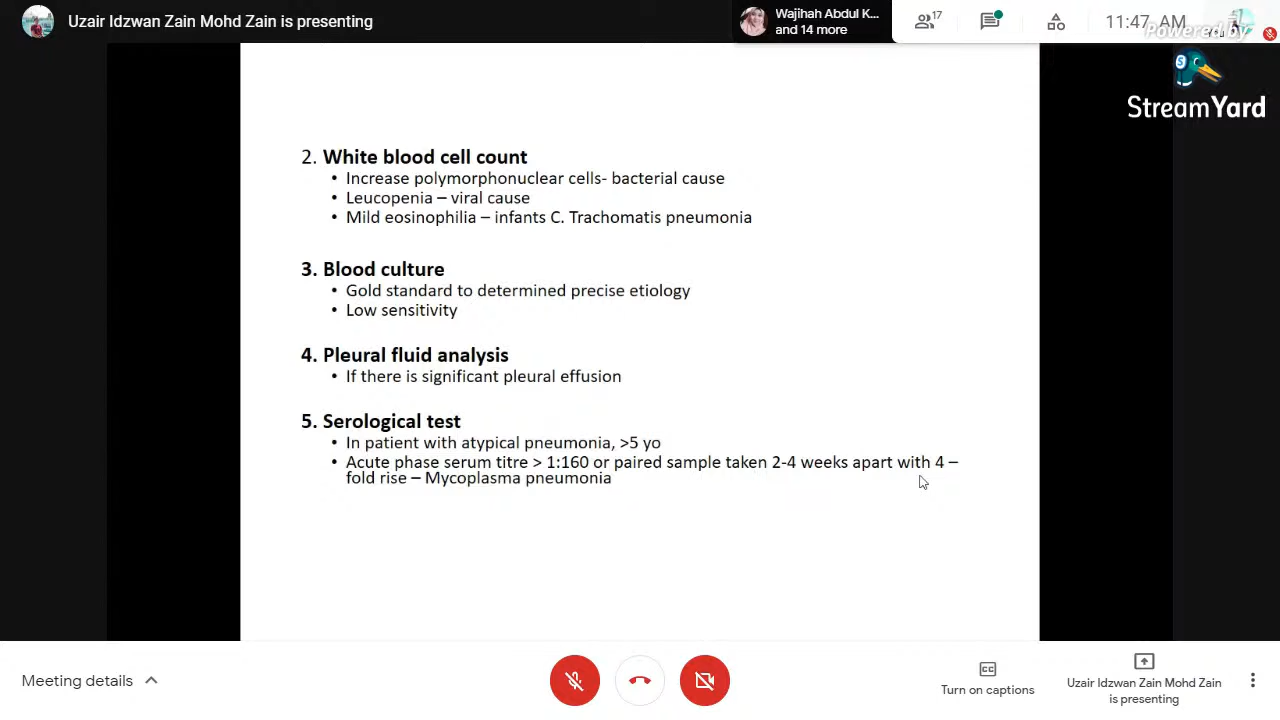 Uzair Idzwan Zain Mohd Zain is presenting
Wajihah Abdul K...
and 14 more
17
11:47 AM
You
Powered by
StreamYard
2. White blood cell count
• Increase polymorphonuclear cells- bacterial cause
• Leucopenia – viral cause
• Mild eosinophilia – infants C. Trachomatis pneumonia
3. Blood culture
• Gold standard to determined precise etiology
• Low sensitivity
4. Pleural fluid analysis
• If there is significant pleural effusion
5. Serological test
• In patient with atypical pneumonia, >5 yo
• Acute phase serum titre > 1:160 or paired sample taken 2-4 weeks apart with 4 –
fold rise – Mycoplasma pneumonia
Meeting details
Turn on captions
Uzair Idzwan Zain Mohd Zain
is presenting